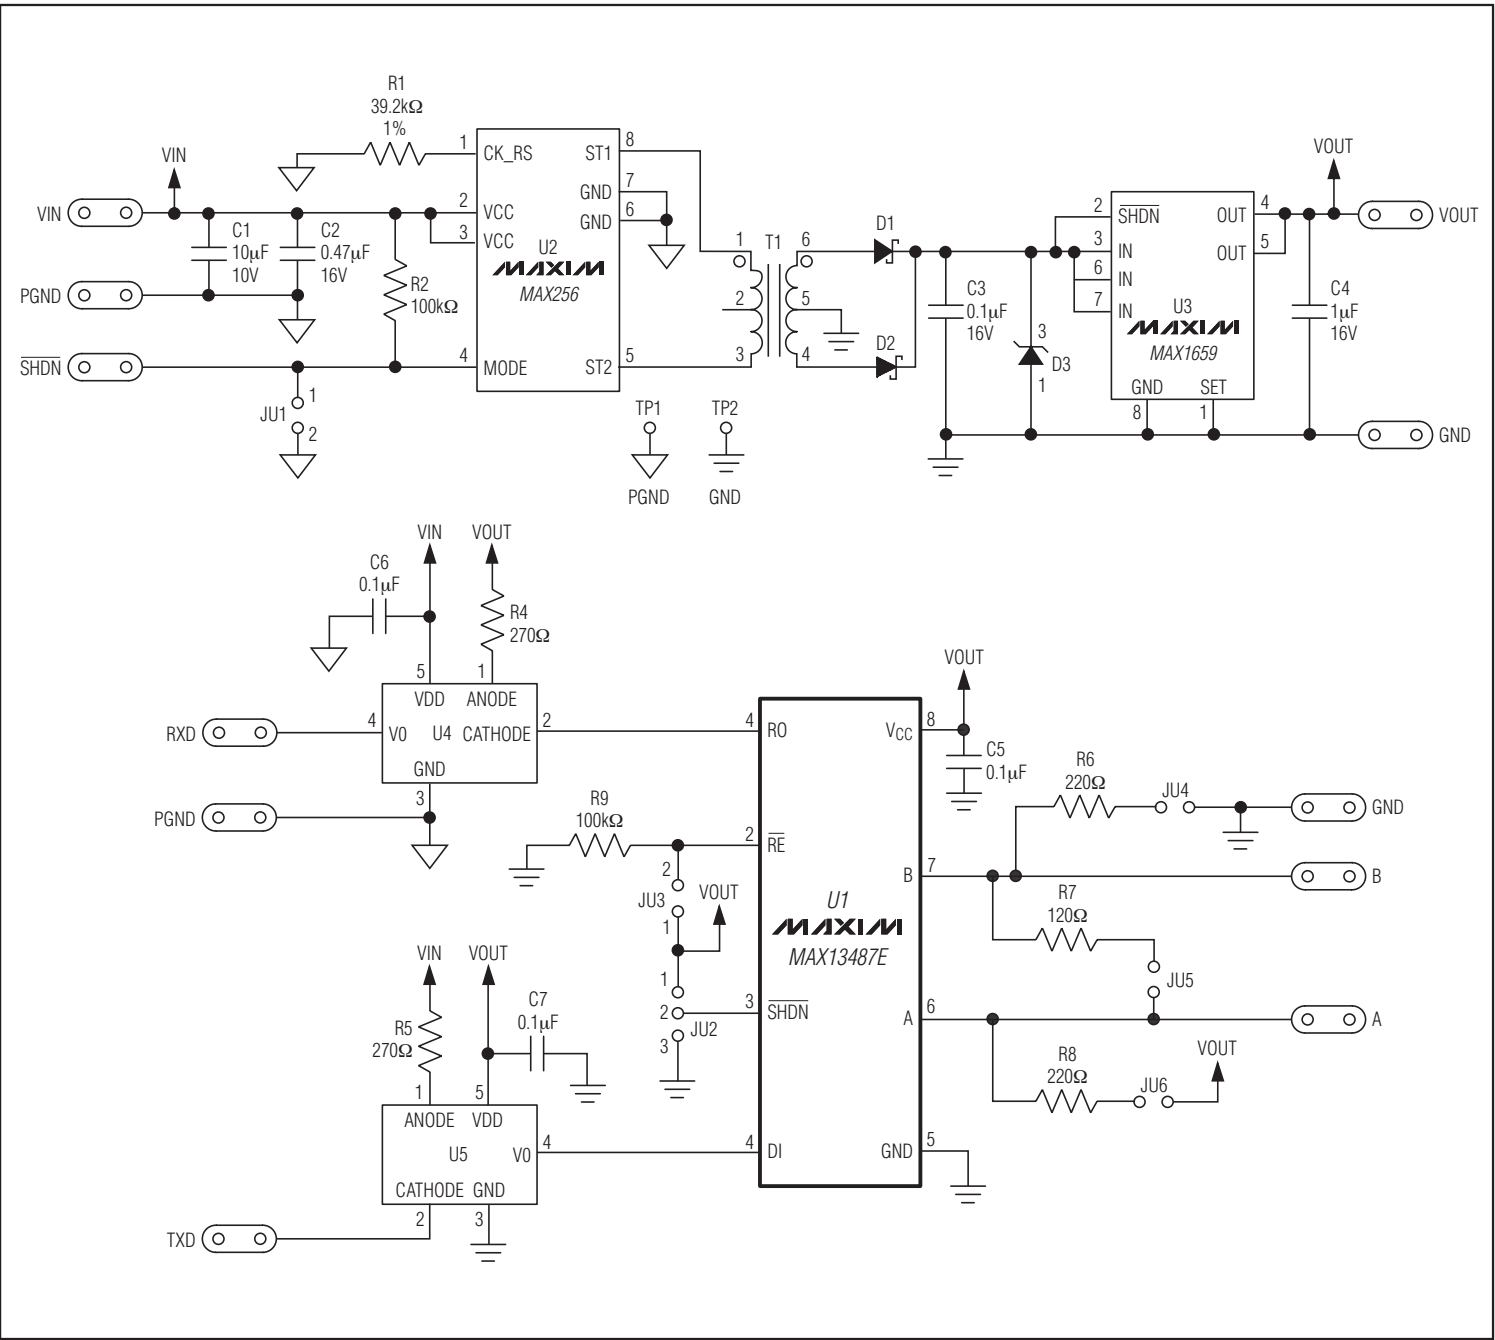 R1
39.2kΩ
1%
VIN
VIN
C1
10µF
10V
C2
0.47µF
16V
R2
100kΩ
PGND
SHDN
JU1
1
2
1
CK_RS
2
VCC
3
VCC
4
MODE
U2
MAXIM
MAX256
ST1
8
GND
7
GND
6
ST2
5
TP1
PGND
TP2
GND
1
T1
6
2
5
3
4
D1
D2
C3
0.1µF
16V
3
D3
1
2
SHDN
3
IN
6
IN
7
IN
U3
MAXIM
MAX1659
OUT
4
OUT
5
GND
SET
8
1
VOUT
VOUT
C4
1µF
16V
GND
VIN
VOUT
C6
0.1µF
R4
270Ω
5
1
VDD
ANODE
RXD
4
V0
U4
CATHODE
2
GND
3
PGND
R9
100kΩ
2
JU3
1
VOUT
1
2
3
JU2
4
RO
2
RE
3
SHDN
4
DI
U1
MAXIM
MAX13487E
VCC
8
B
7
A
6
GND
5
VOUT
C5
0.1µF
R6
220Ω
JU4
GND
B
R7
120Ω
JU5
A
R8
220Ω
JU6
VOUT
VIN
VOUT
R5
270Ω
C7
0.1µF
1
5
ANODE
VDD
U5
V0
4
CATHODE
GND
2
3
TXD